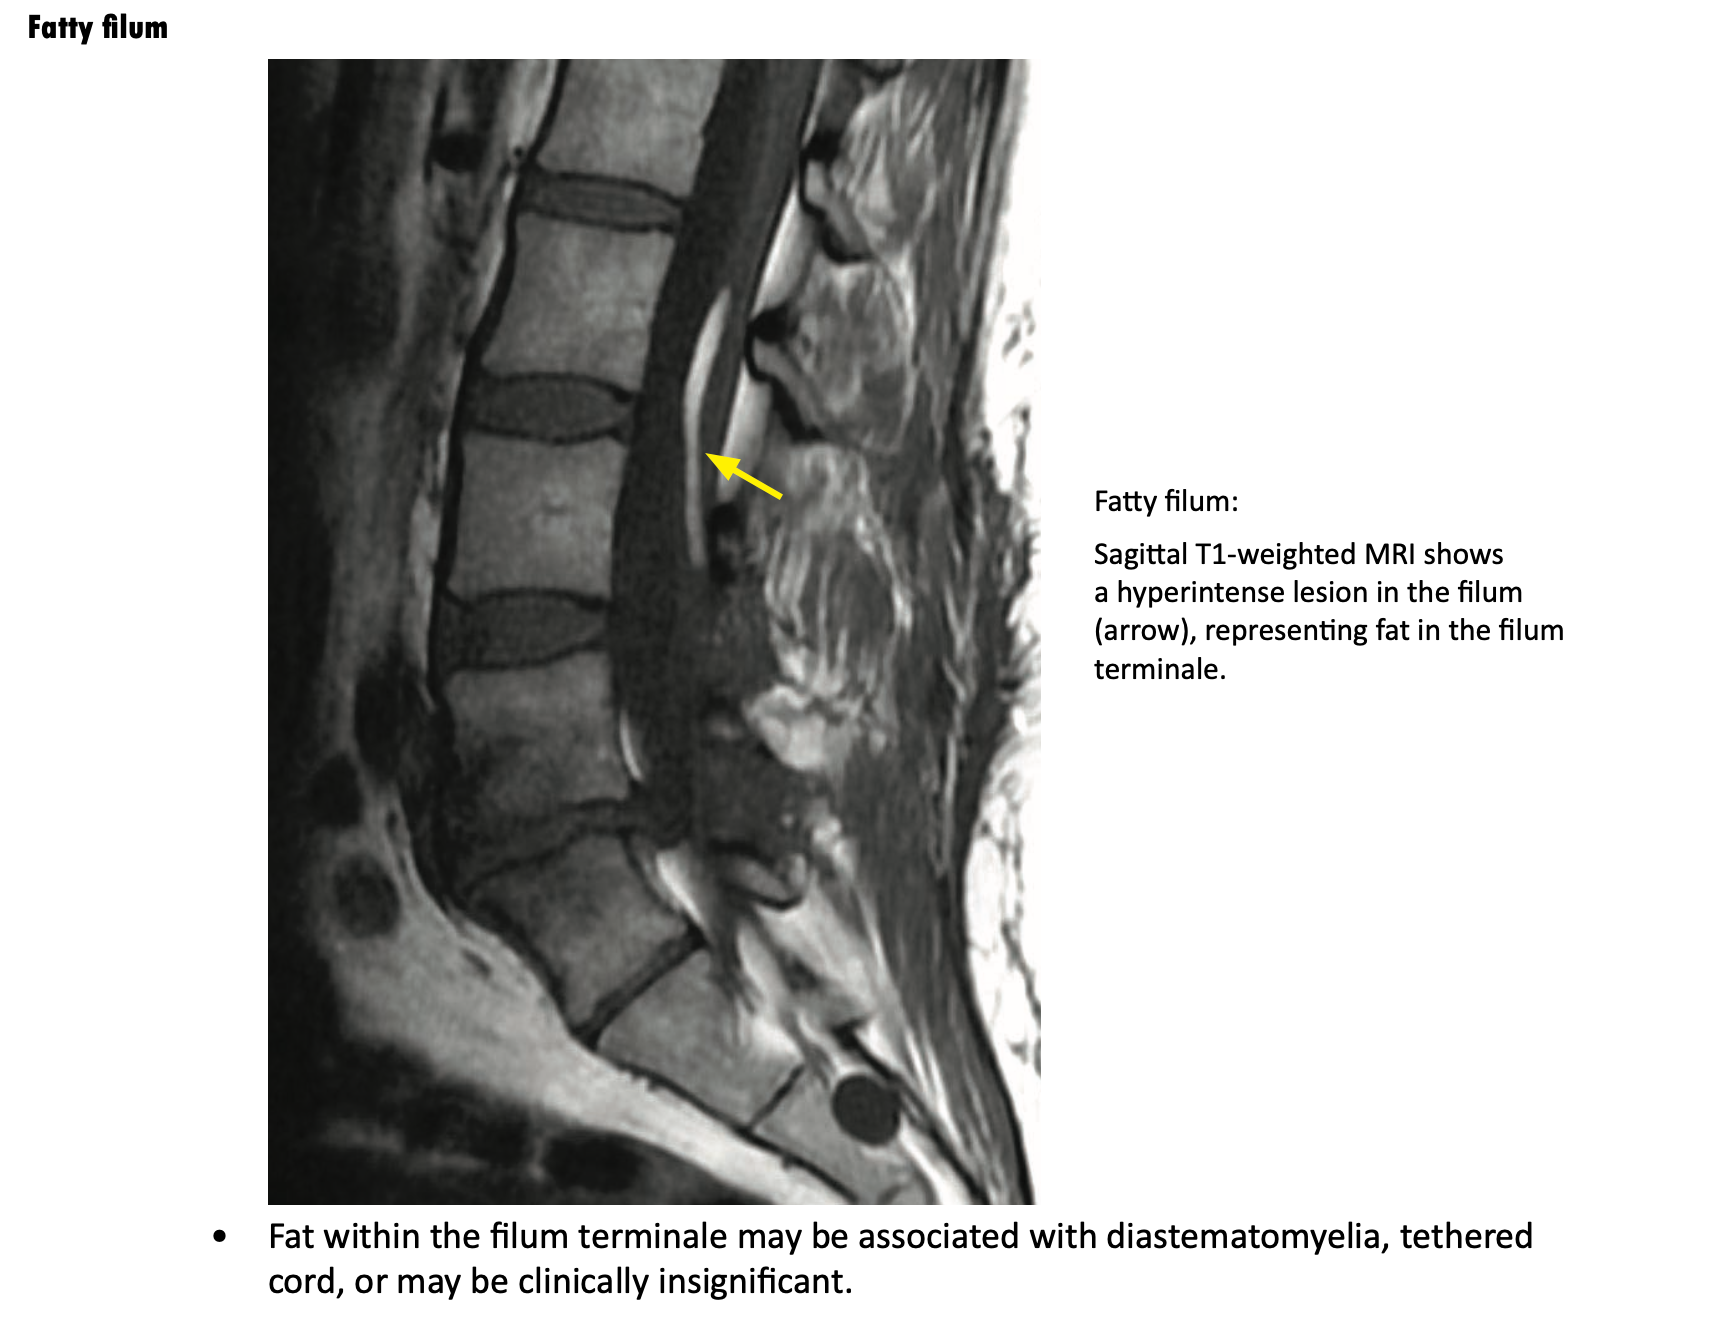 Fatty filum
Fatty filum:
Sagittal T1-weighted MRI shows
a hyperintense lesion in the filum
(arrow), representing fat in the filum
terminale.
• Fat within the filum terminale may be associated with diastematomyelia, tethered
cord, or may be clinically insignificant.